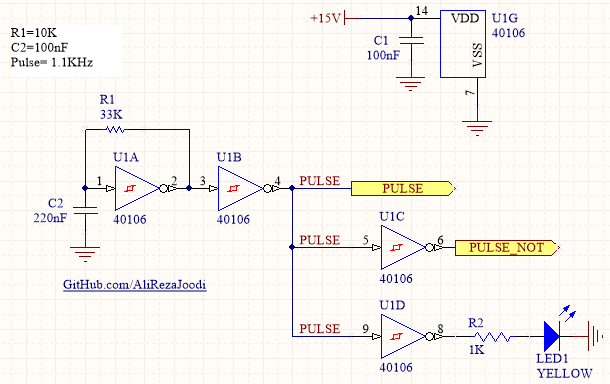 R1=10K
C2=100nF
Pulse= 1.1KHz
+15V
14
VDD
VSS
7
U1G
40106
C1
100nF
R1
33K
U1A
1
2
40106
C2
220nF
U1B
3
4
40106
PULSE
PULSE
U1C
PULSE
5
6
PULSE_NOT
40106
GitHub.com/AliRezaJoodi
U1D
PULSE
9
8
40106
R2
1K
LED1
YELLOW